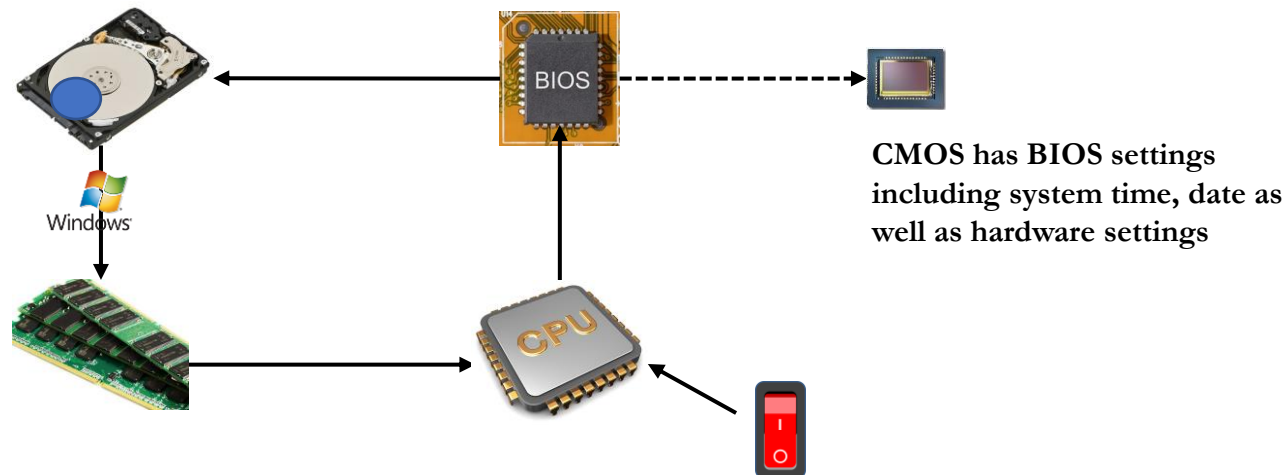 BIOS
CMOS has BIOS settings
including system time, date as
well as hardware settings
Windows
CPU